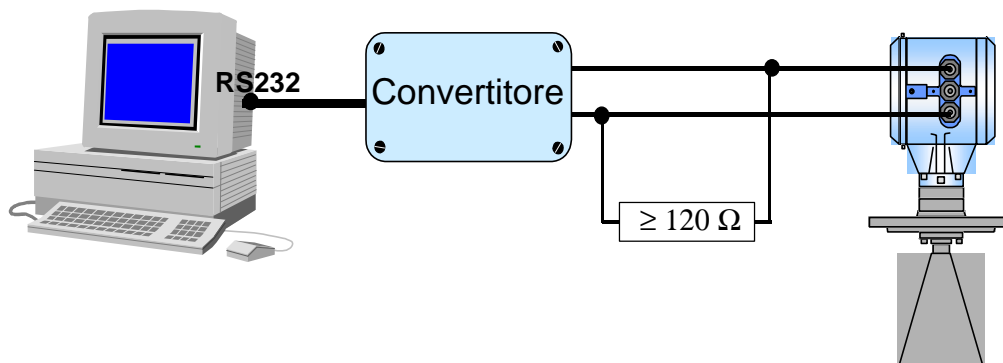 RS232
Convertitore
≥ 120 Ω